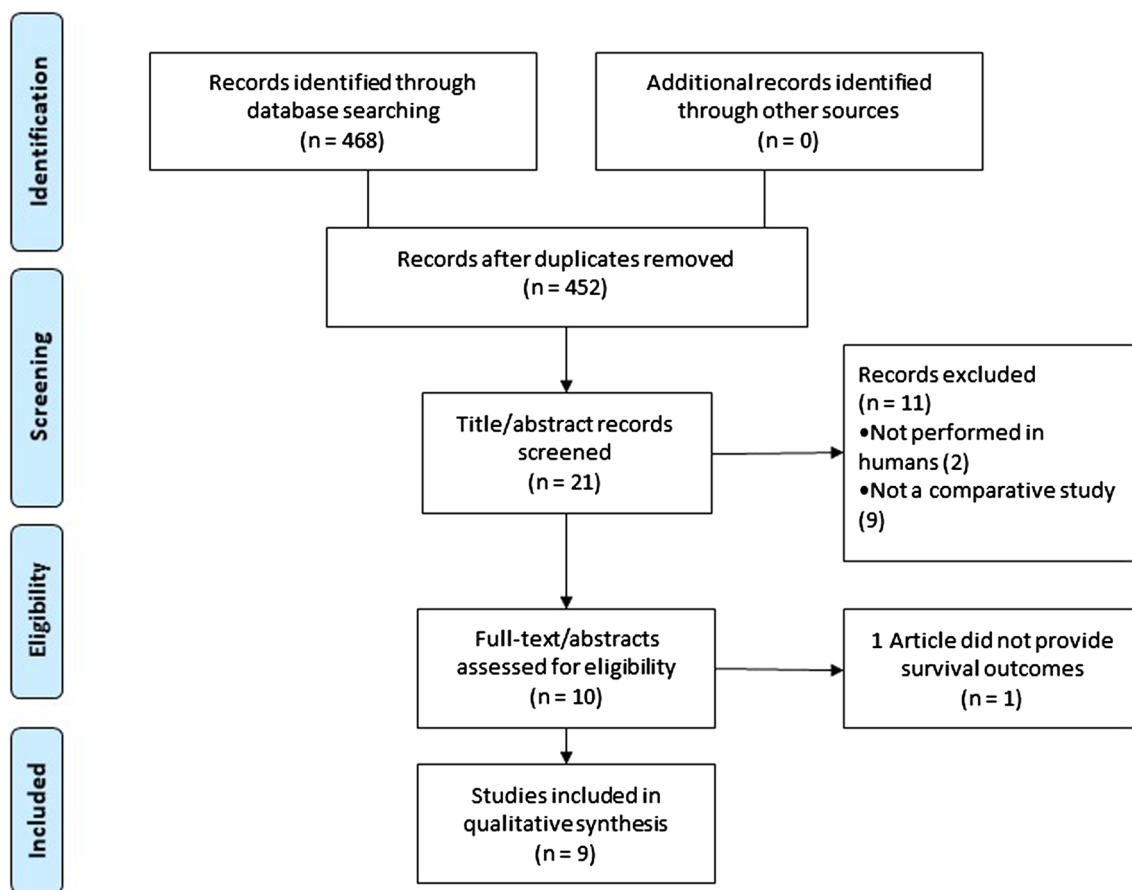 Identification
Records identified through
database searching
(n = 468)
Additional records identified
through other sources
(n = 0)
Records after duplicates removed
(n = 452)
Screening
Title/abstract records
screened
(n = 21)
Records excluded
(n = 11)
•Not performed in
humans (2)
•Not a comparative study
(9)
Eligibility
Full-text/abstracts
assessed for eligibility
(n = 10)
1 Article did not provide
survival outcomes
(n = 1)
Included
Studies included in
qualitative synthesis
(n = 9)